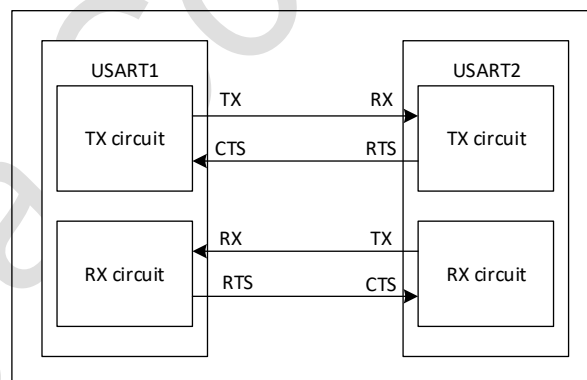 USART1 USART2
TX RX
TX circuit TX circuit
CTS RTS
RX TX
RX circuit RX circuit
RTS CTS